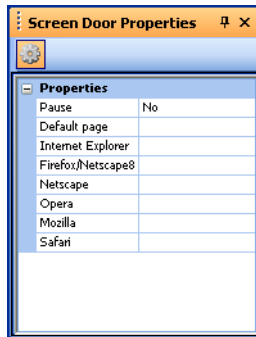 Screen Door Properties
Properties
Pause No
Default page
Internet Explorer
Firefox/Netscape8
Netscape
Opera
Mozilla
Safari